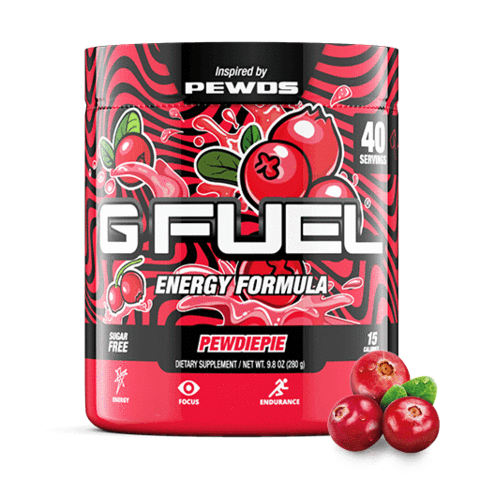 Inspired by
PEWDS
40
SERVINGS
G FUEL®
ENERGY FORMULA
SUGAR
FREE
PEWDIEPIE
15
CALORIES
DIETARY SUPPLEMENT / NET WT. 9.8 OZ (280 g)
ENERGY
FOCUS
ENDURANCE